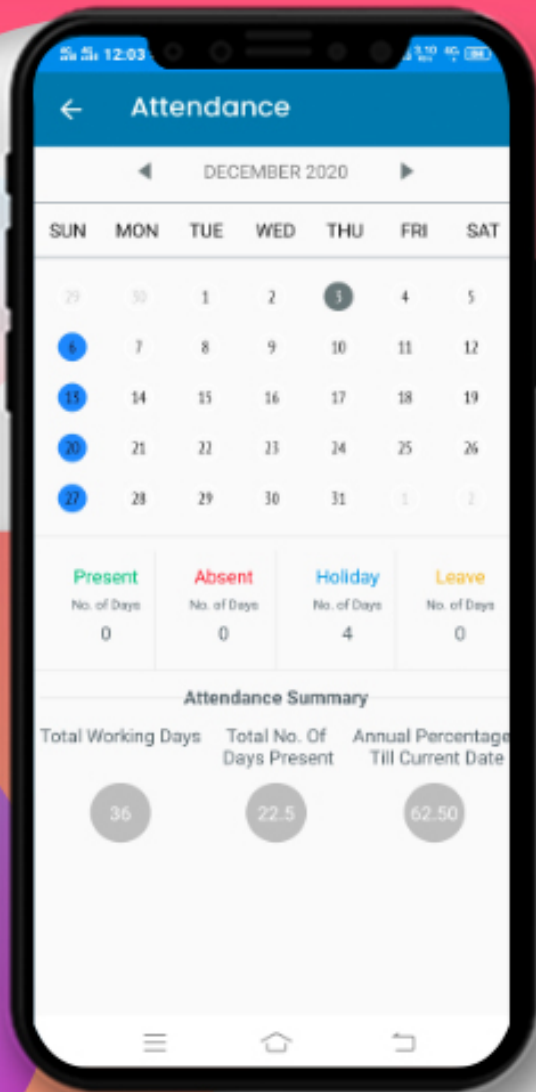 12:03
Attendance
DECEMBER 2020
SUN MON TUE WED THU FRI SAT
29 30 1 2 3 4 5
6 7 8 9 10 11 12
13 14 15 16 17 18 19
20 21 22 23 24 25 26
27 28 29 30 31 1 2
Present Absent Holiday Leave
No. of Days No. of Days No. of Days No. of Days
0 0 4 0
Attendance Summary
Total Working Days Total No. Of Annual Percentage
Days Present Till Current Date
36 22.5 62.50